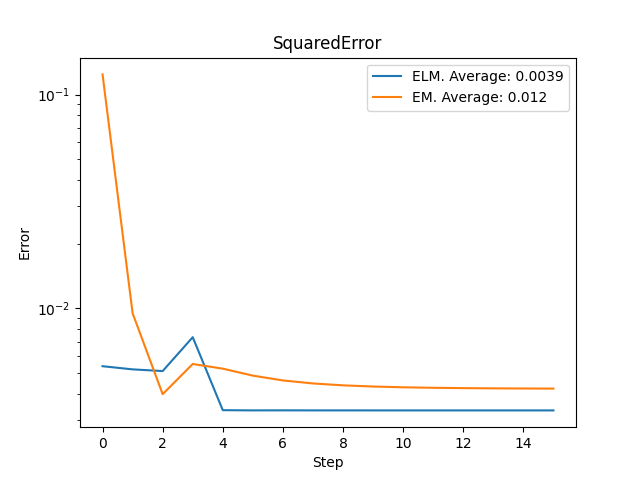 SquaredError
ELM. Average: 0.0039
EM. Average: 0.012
Error
10⁻¹
10⁻²
0 2 4 6 8 10 12 14
Step